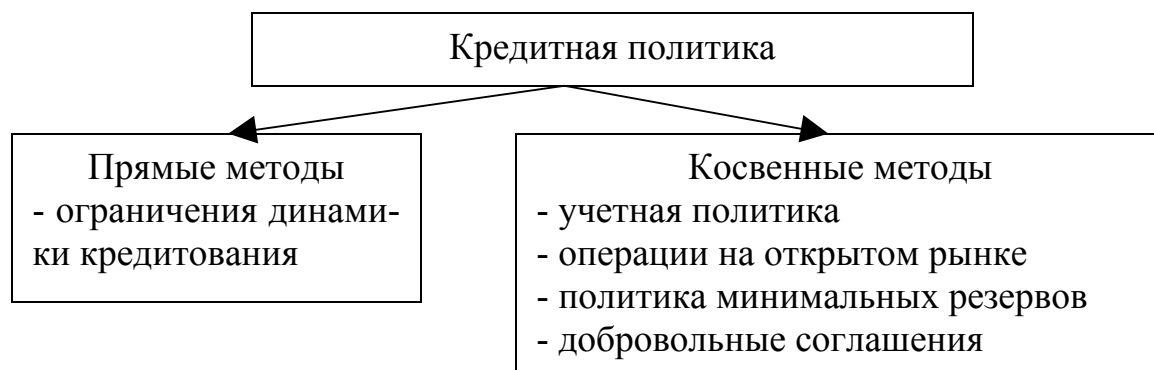 Кредитная политика
Прямые методы
- ограничения динами-
ки кредитования
Косвенные методы
- учетная политика
- операции на открытом рынке
- политика минимальных резервов
- добровольные соглашения